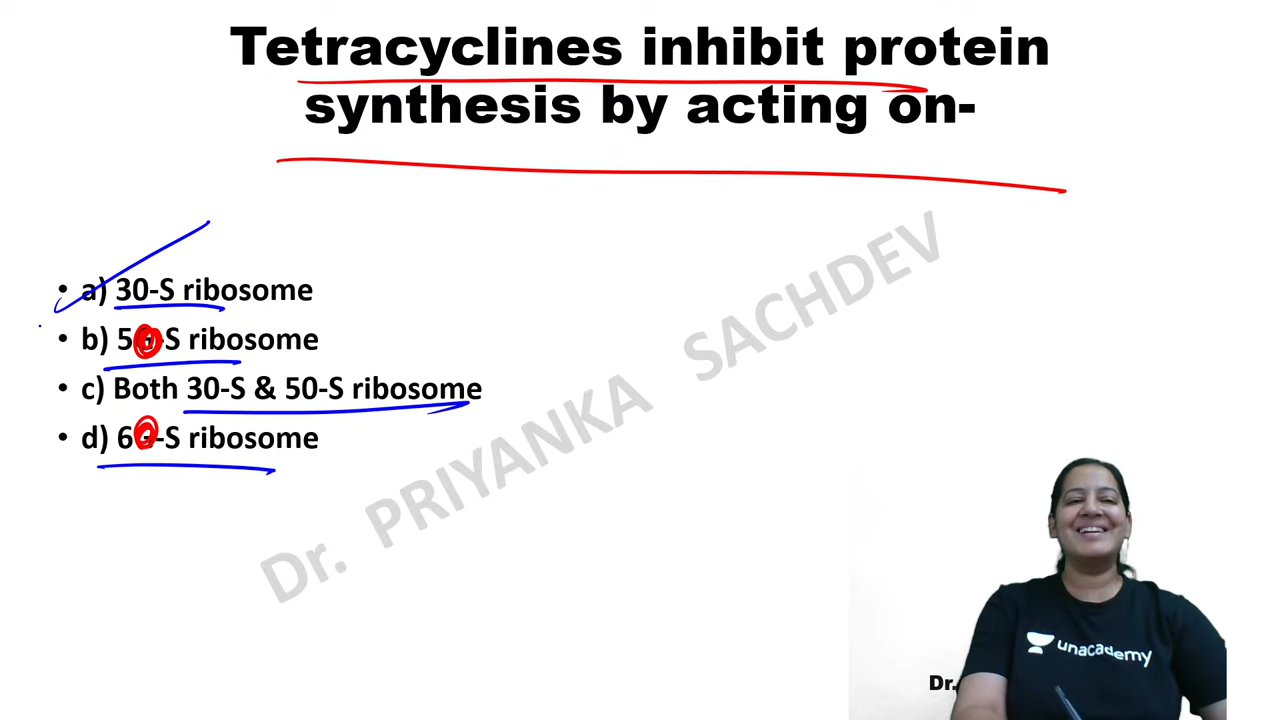 Tetracyclines inhibit protein
synthesis by acting on-
• a) 30-S ribosome
• b) 50-S ribosome
• c) Both 30-S & 50-S ribosome
• d) 60-S ribosome
Dr. PRIYANKA SACHDEV
unacademy
Dr.